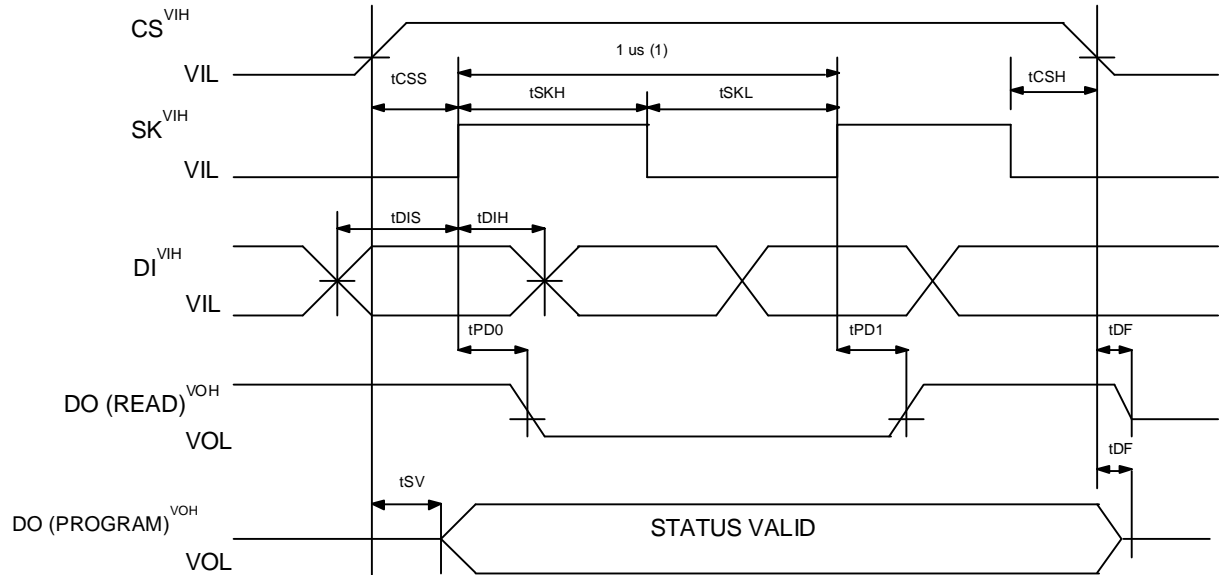 CS VIH
VIL
1 us (1)
tCSS
tCSH
tSKH
tSKL
SK VIH
VIL
tDIS
tDIH
DI VIH
VIL
tPD0
tPD1
tDF
DO (READ) VOH
VOL
tDF
tSV
DO (PROGRAM) VOH
STATUS VALID
VOL